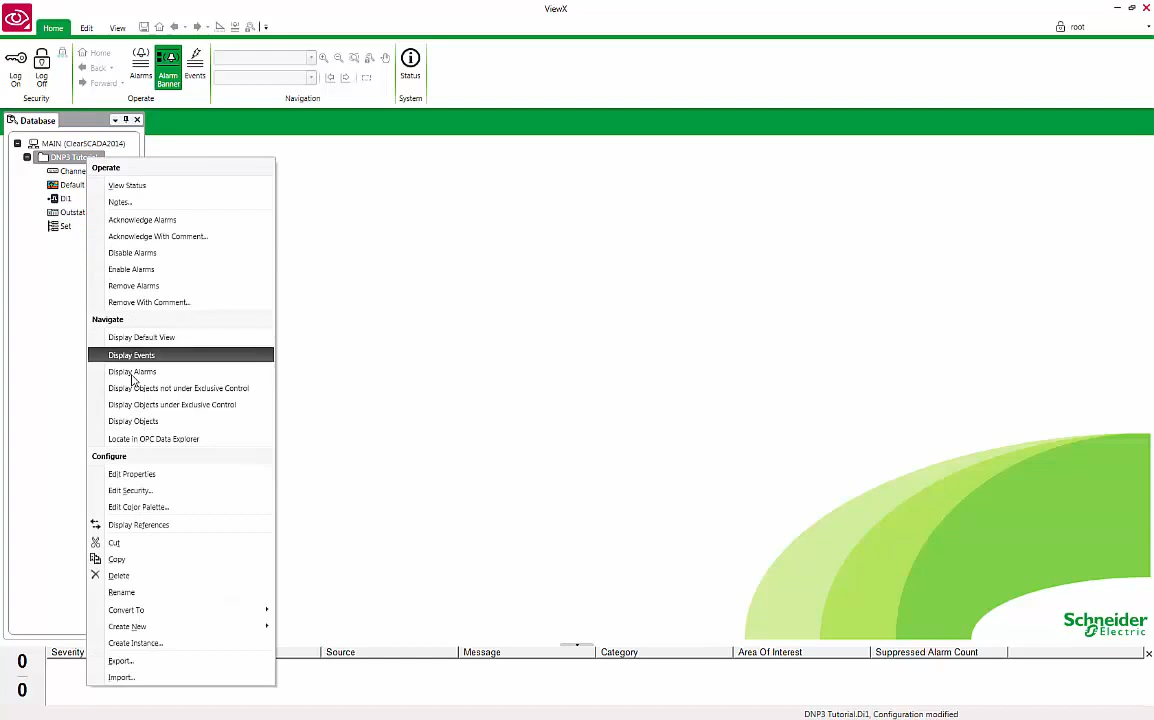 ViewX
Home Edit View root
Log On
Log Off
Security
Home
Back
Forward
Alarms
Alarm Banner
Events
Operate
Navigation
Status
System
Database
MAIN (ClearSCADA2014)
Operate
Default
Di1
Set
View Status
Notes..
Acknowledge Alarms
Acknowledge With Comment...
Disable Alarms
Enable Alarms
Remove Alarms
Remove With Comment...
Navigate
Display Default View
Display Events
Display Alarms
Display Objects not under Exclusive Control
Display Objects under Exclusive Control
Display Objects
Locate in OPC Data Explorer
Configure
Edit Properties
Edit Security...
Edit Color Palette...
Display References
Cut
Copy
Delete
Rename
Convert To
Create New
Create Instance...
Export...
Import...
Schneider
Electric
0
0
Severity Source Message Category Area Of Interest Suppressed Alarm Count
DNP3 Tutorial.Di1, Configuration modified